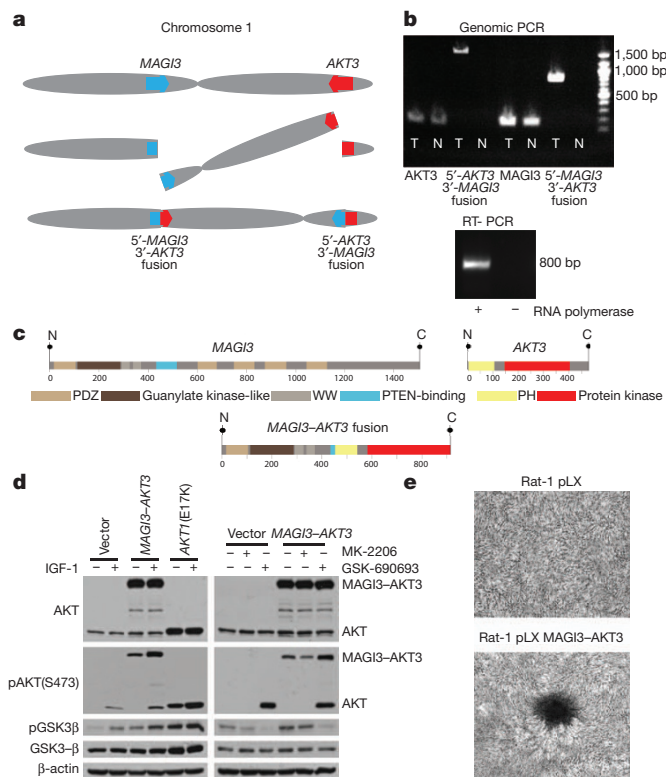 a
Chromosome 1
MAGI3
AKT3
5′-MAGI3
3′-AKT3
fusion
5′-AKT3
3′-MAGI3
fusion
b
Genomic PCR
1,500 bp
1,000 bp
500 bp
T N T N T N T N
AKT3
5′-AKT3
3′-MAGI3
fusion
MAGI3
5′-MAGI3
3′-AKT3
fusion
RT- PCR
800 bp
+ − RNA polymerase
c
N MAGI3 C
0 200 400 600 800 1000 1200 1400
N AKT3 C
0 100 200 300 400
PDZ Guanylate kinase-like WW PTEN-binding PH Protein kinase
N MAGI3–AKT3 fusion C
0 200 400 600 800
d
Vector
MAGI3–AKT3
AKT1(E17K)
IGF-1 − + − + − +
Vector MAGI3–AKT3
− + − − + − MK-2206
− − + − − + GSK-690693
AKT
MAGI3–AKT3
AKT
pAKT(S473)
MAGI3–AKT3
AKT
pGSK3β
GSK3–β
β-actin
e
Rat-1 pLX
Rat-1 pLX MAGI3–AKT3